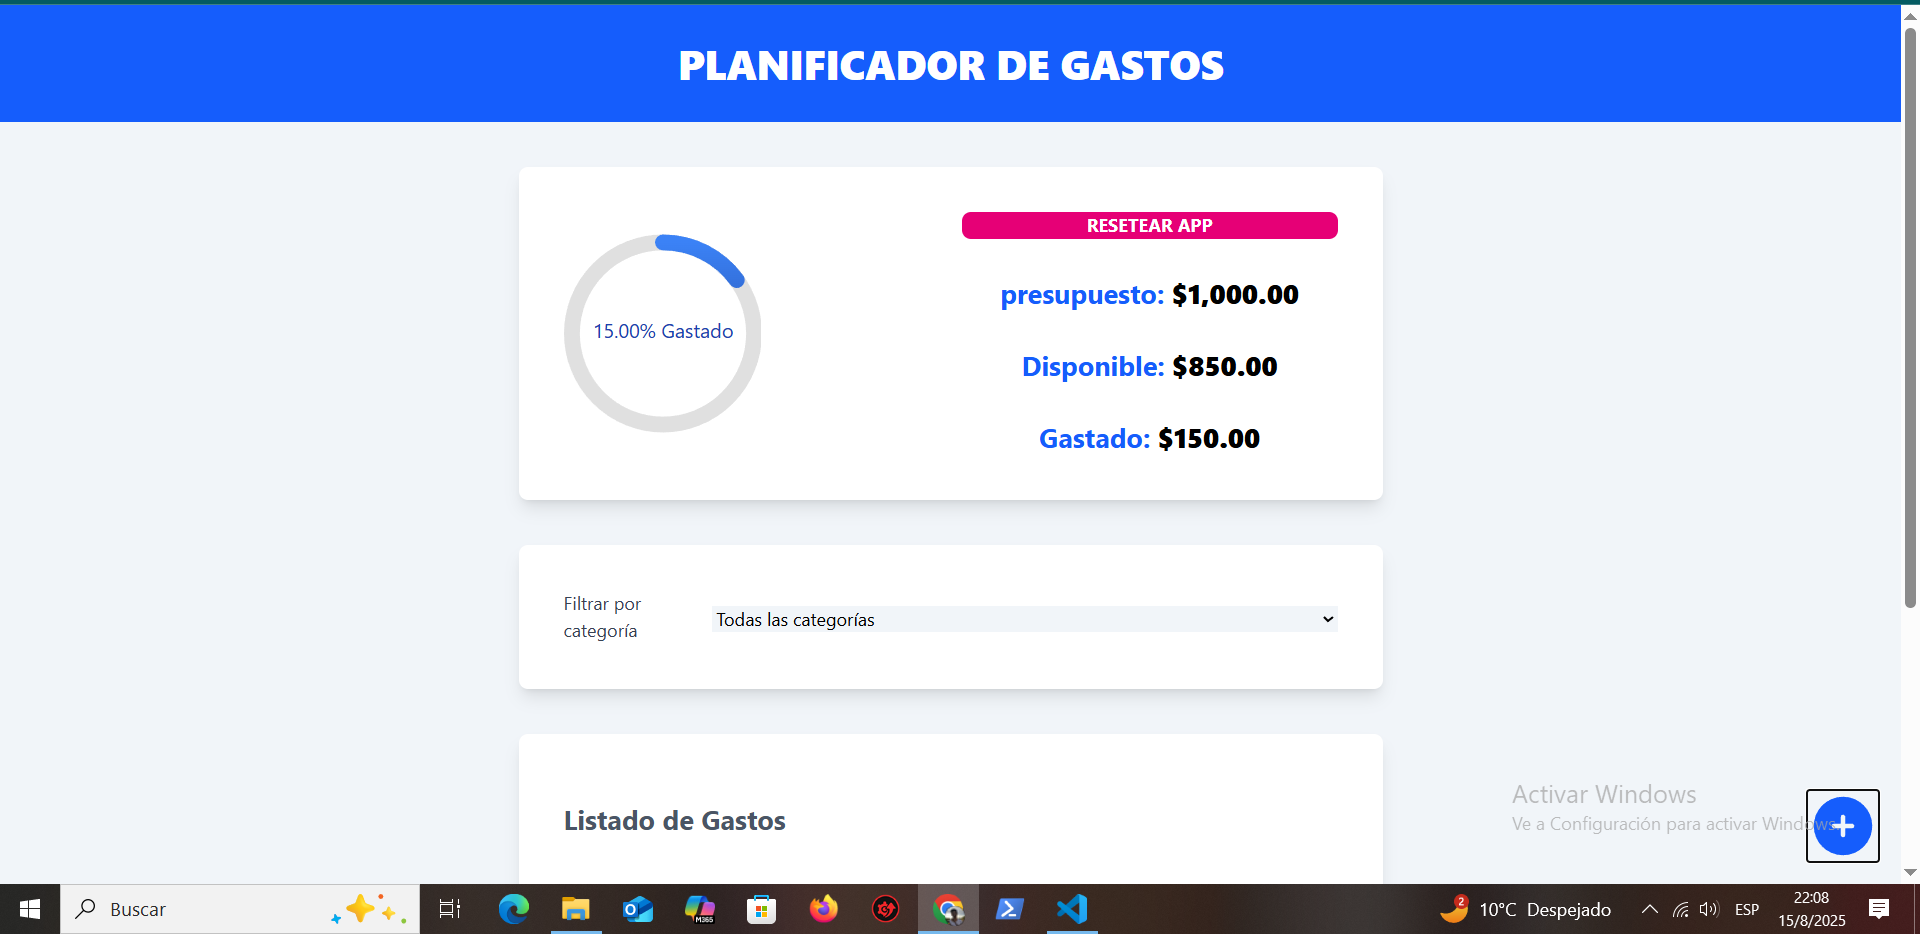 PLANIFICADOR DE GASTOS
RESETEAR APP
15.00% Gastado
presupuesto: $1,000.00
Disponible: $850.00
Gastado: $150.00
Filtrar por
categoría
Todas las categorías
Listado de Gastos
Activar Windows
Ve a Configuración para activar Windows.
Buscar
M365
2
10°C Despejado
ESP
22:08
15/8/2025